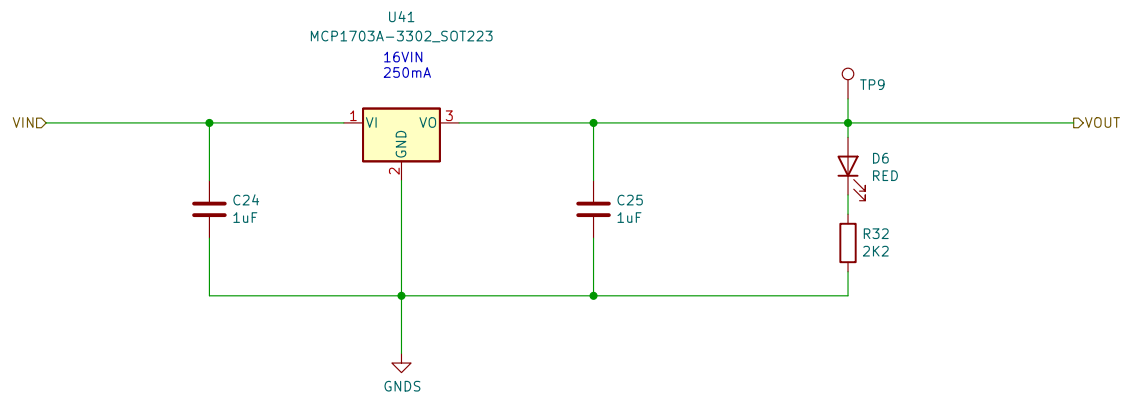 U41
MCP1703A-3302_SOT223
16VIN
250mA
TP9
VIN
1
VI
VO
3
VOUT
GND
2
D6
RED
C24
1uF
C25
1uF
R32
2K2
GNDS